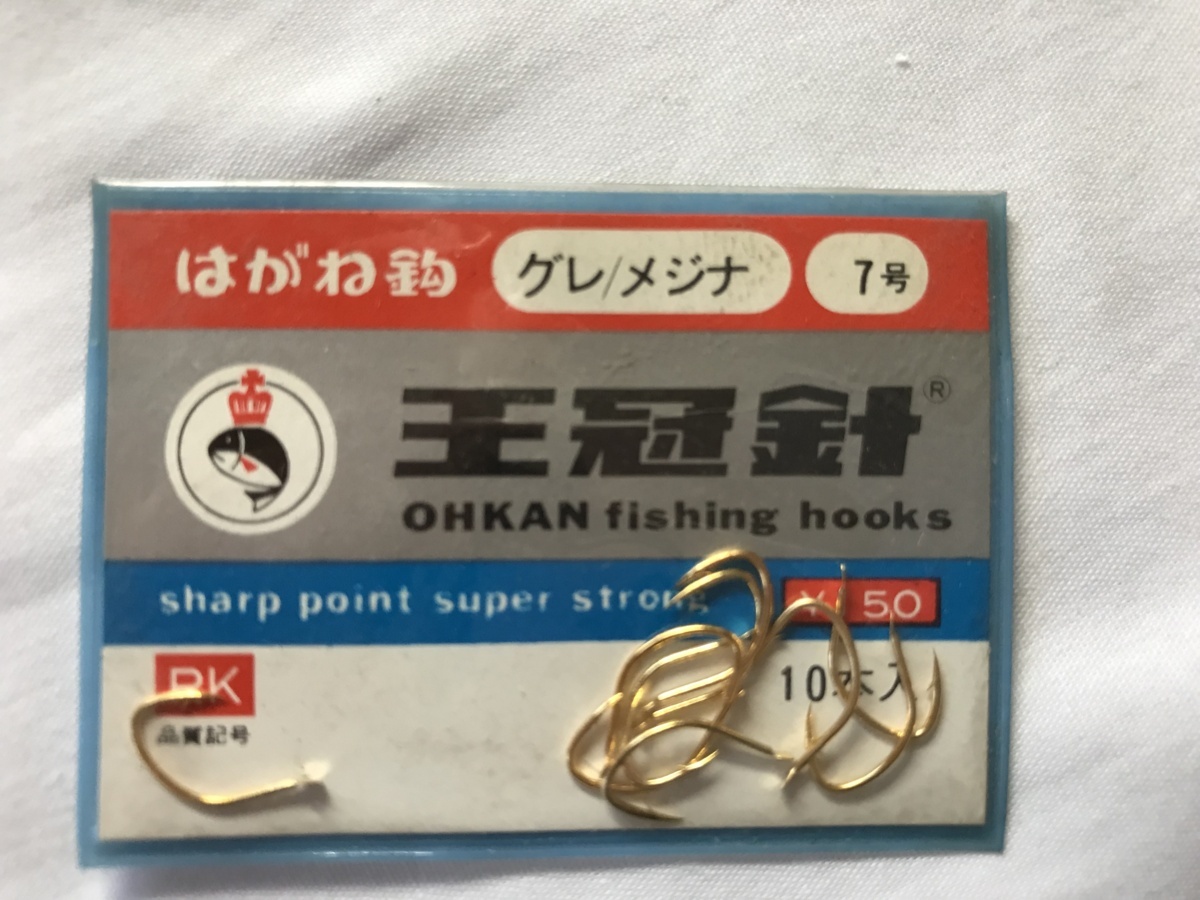 はがね鈎 グレ/メジナ 7号
王冠針®
OHKAN fishing hooks
sharp point super strong
¥ 50
10本入
品質記号